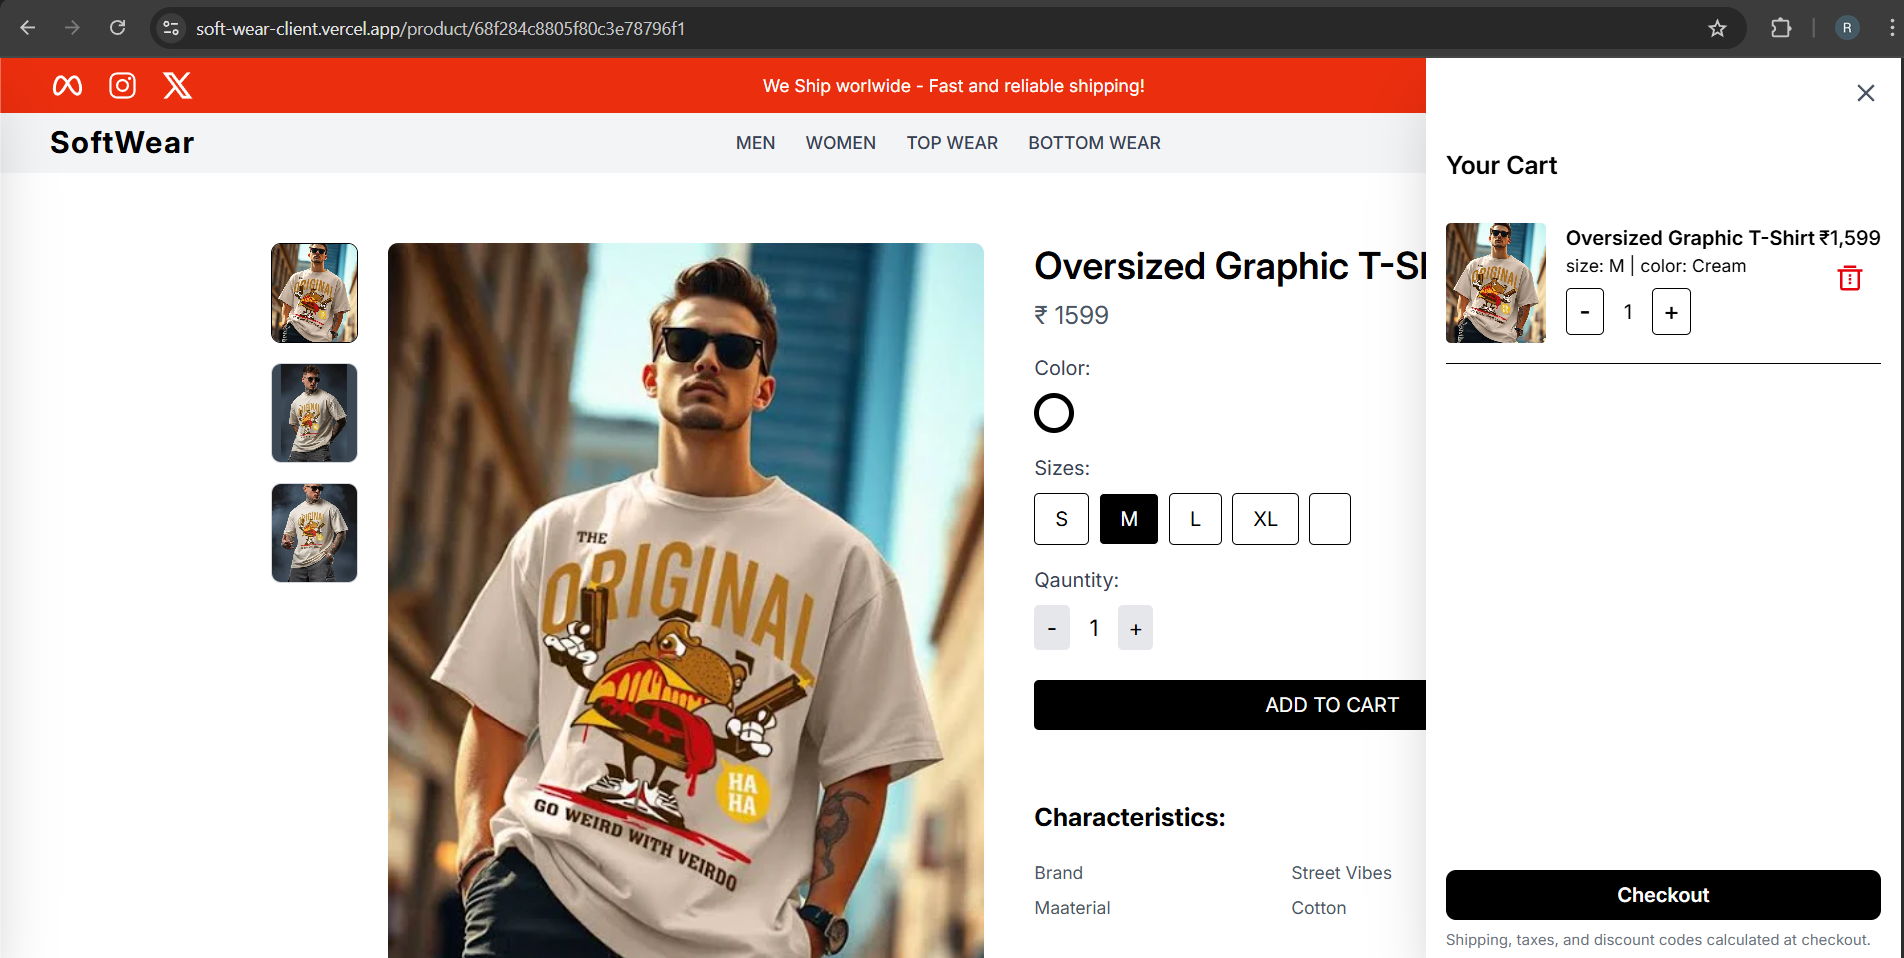 soft-wear-client.vercel.app/product/68f284c8805f80c3e78796f1
R
We Ship worlwide - Fast and reliable shipping!
SoftWear
MEN
WOMEN
TOP WEAR
BOTTOM WEAR
THE
ORIGINAL
HA
HA
GO WEIRD WITH VEIRDO
Oversized Graphic T-S
₹ 1599
Color:
Sizes:
S
M
L
XL
Qauntity:
-
1
+
ADD TO CART
Characteristics:
Brand
Street Vibes
Maaterial
Cotton
Your Cart
Oversized Graphic T-Shirt ₹1,599
size: M | color: Cream
-
1
+
Checkout
Shipping, taxes, and discount codes calculated at checkout.